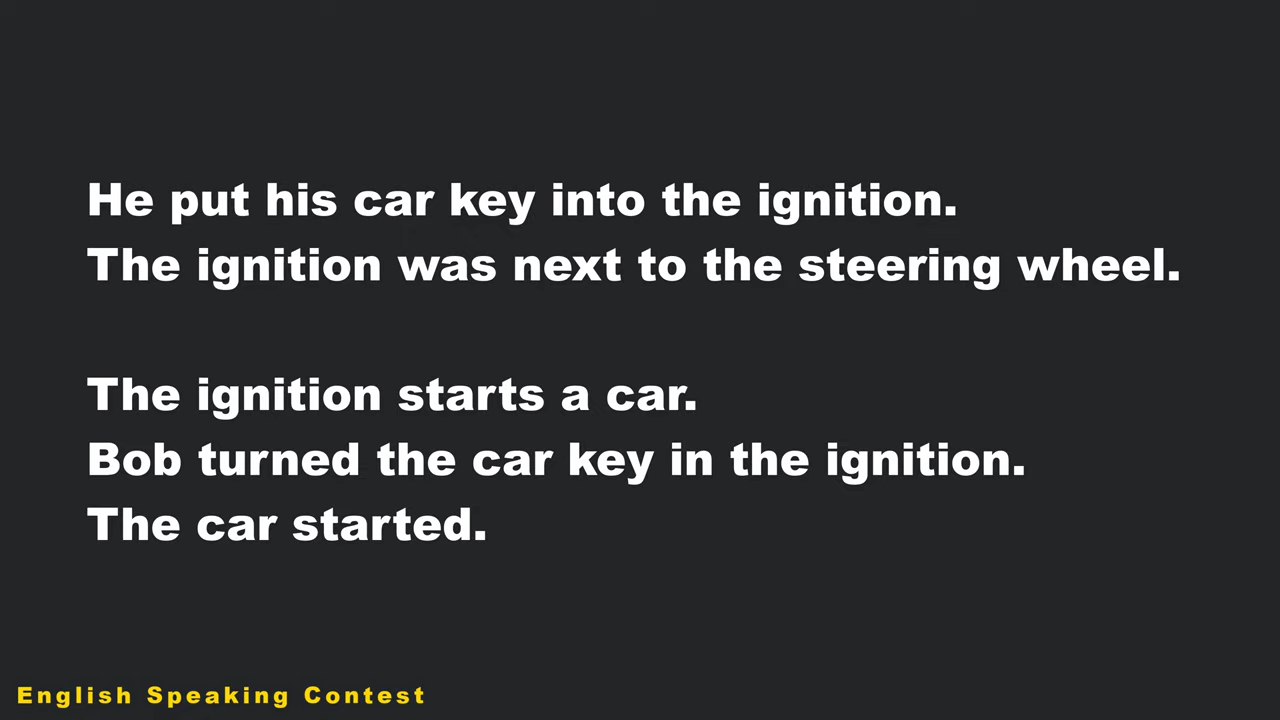 He put his car key into the ignition.
The ignition was next to the steering wheel.
The ignition starts a car.
Bob turned the car key in the ignition.
The car started.
English Speaking Contest